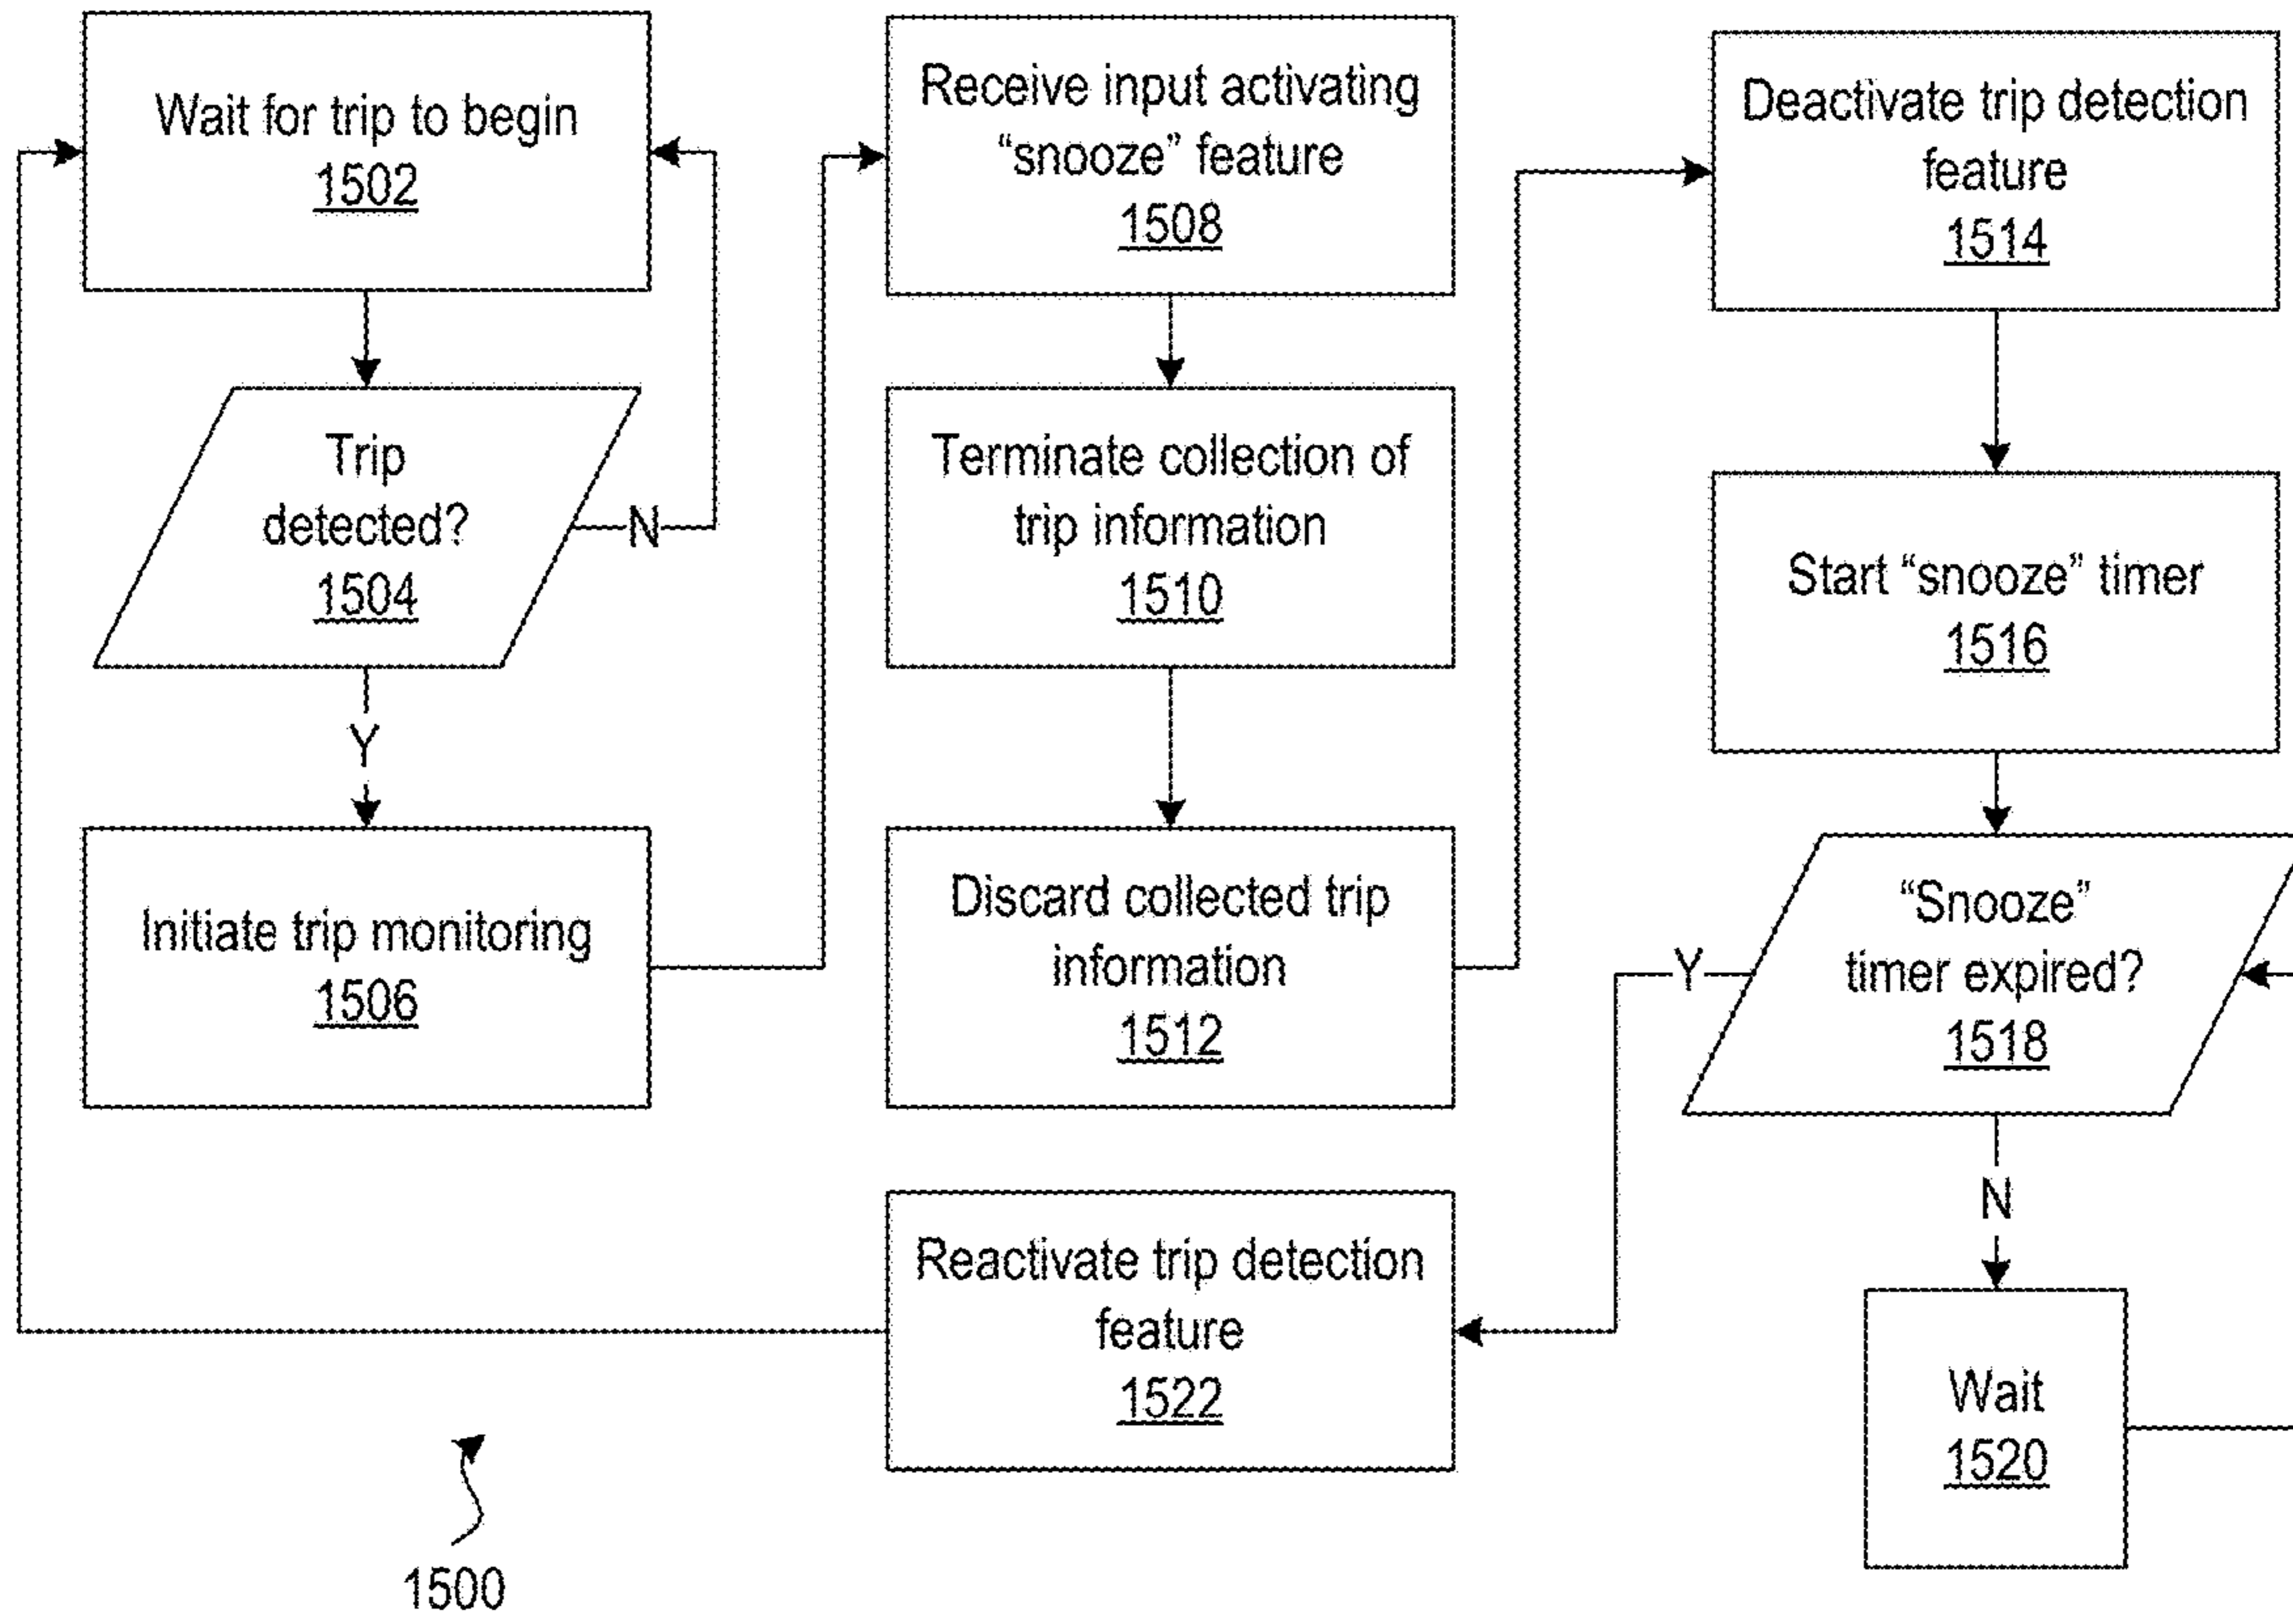 Wait for trip to begin
1502
Trip
detected?
1504
N
Y
Initiate trip monitoring
1506
Receive input activating
“snooze” feature
1508
Terminate collection of
trip information
1510
Discard collected trip
information
1512
Deactivate trip detection
feature
1514
Start “snooze” timer
1516
“Snooze”
timer expired?
1518
Y
N
Wait
1520
Reactivate trip detection
feature
1522
1500